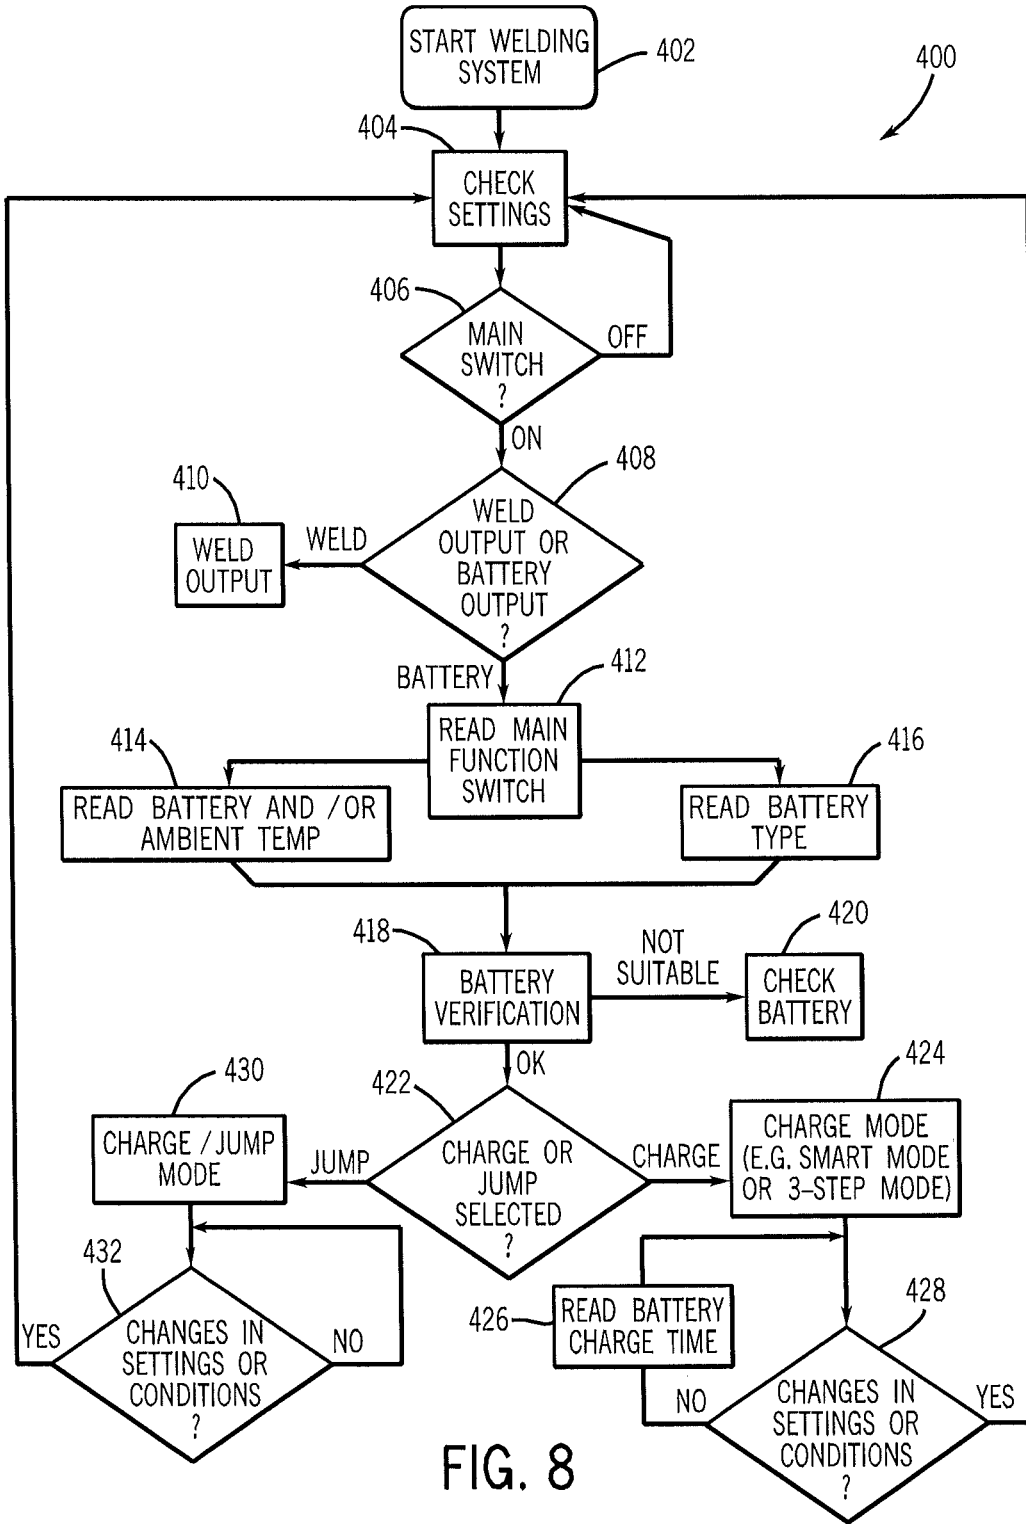 START WELDING
SYSTEM
402
400
404
CHECK
SETTINGS
406
MAIN
SWITCH
?
OFF
ON
408
410
WELD
OUTPUT
WELD
WELD
OUTPUT OR
BATTERY
OUTPUT
?
BATTERY
412
READ MAIN
FUNCTION
SWITCH
414
READ BATTERY AND /OR
AMBIENT TEMP
416
READ BATTERY
TYPE
418
BATTERY
VERIFICATION
NOT
SUITABLE
420
CHECK
BATTERY
OK
422
CHARGE OR
JUMP
SELECTED
?
JUMP
CHARGE
430
CHARGE /JUMP
MODE
424
CHARGE MODE
(E.G. SMART MODE
OR 3-STEP MODE)
432
CHANGES IN
SETTINGS OR
CONDITIONS
?
YES
NO
426
READ BATTERY
CHARGE TIME
428
NO
CHANGES IN
SETTINGS OR
CONDITIONS
?
YES
FIG. 8